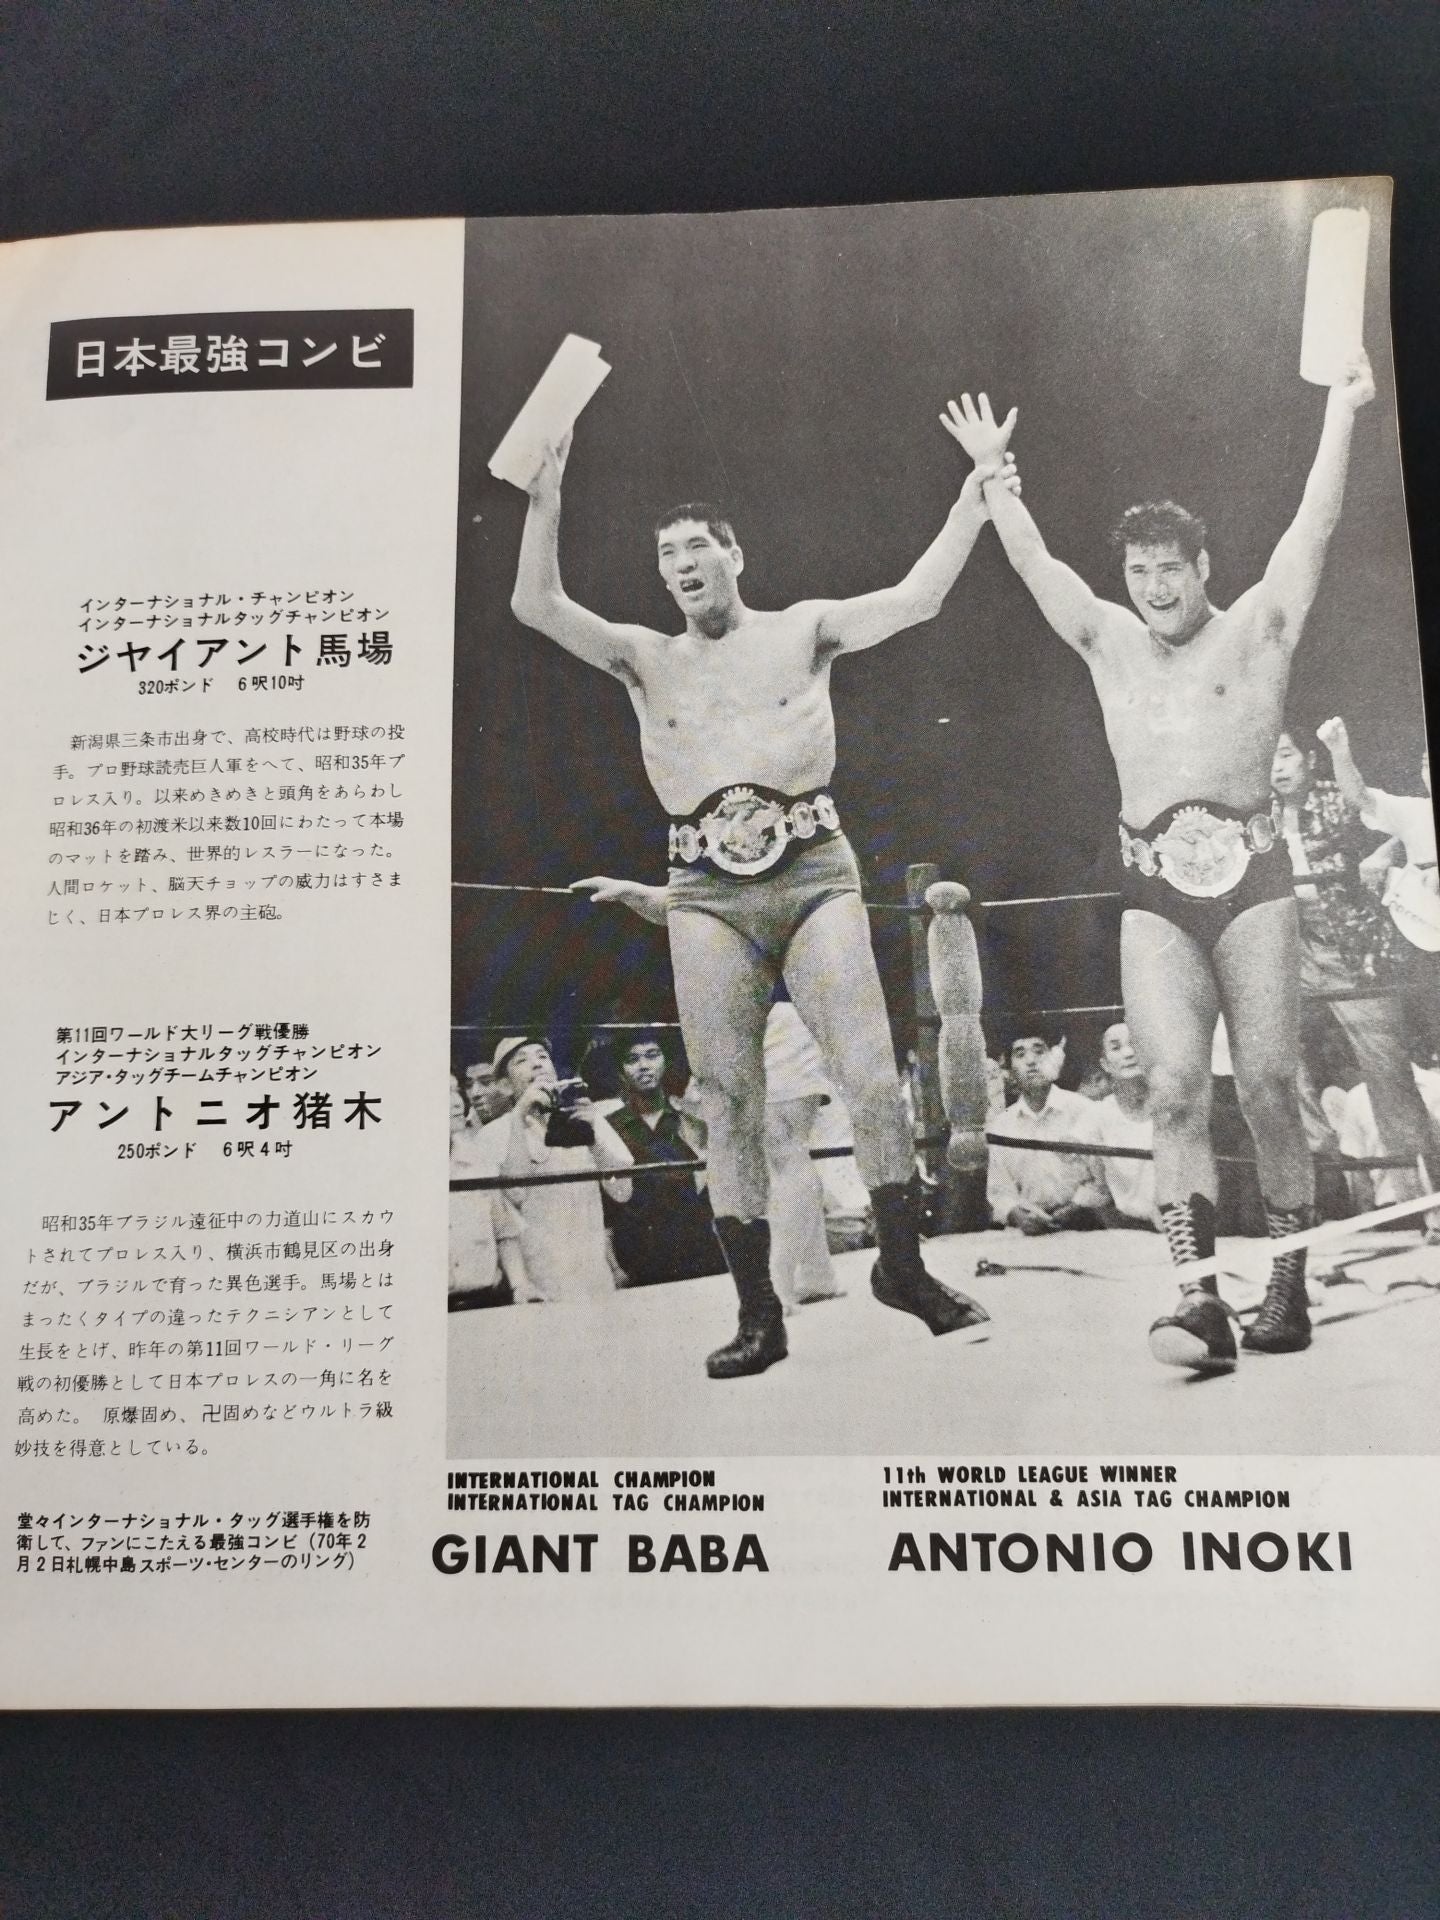 日本最強コンビ
インターナショナル・チャンピオン
インターナショナルタッグチャンピオン
ジャイアント馬場
320ポンド 6呎10吋
新潟県三条市出身で、高校時代は野球の投
手。プロ野球読売巨人軍をへて、昭和35年プ
ロレス入り。以来めきめきと頭角をあらわし
昭和36年の初渡米以来数10回にわたって本場
のマットを踏み、世界的レスラーになった。
人間ロケット、脳天チョップの威力はすさま
じく、日本プロレス界の主砲。
第11回ワールド大リーグ戦優勝
インターナショナルタッグチャンピオン
アジア・タッグチームチャンピオン
アントニオ猪木
250ポンド 6呎4吋
昭和35年ブラジル遠征中の力道山にスカウ
トされてプロレス入り、横浜市鶴見区の出身
だが、ブラジルで育った異色選手。馬場とは
まったくタイプの違ったテクニシアンとして
生長をとげ、昨年の第11回ワールド・リーグ
戦の初優勝として日本プロレスの一角に名を
高めた。 原爆固め、卍固めなどウルトラ級
妙技を得意としている。
堂々インターナショナル・タッグ選手権を防
衛して、ファンにこたえる最強コンビ（70年2
月2日札幌中島スポーツ・センターのリング）
INTERNATIONAL CHAMPION
INTERNATIONAL TAG CHAMPION
GIANT BABA
11th WORLD LEAGUE WINNER
INTERNATIONAL & ASIA TAG CHAMPION
ANTONIO INOKI